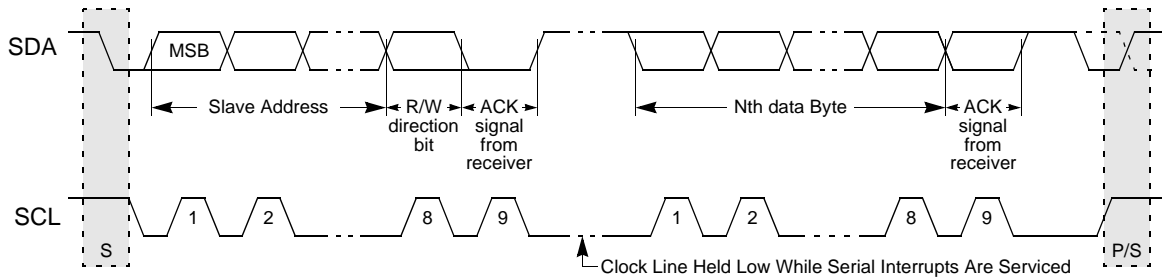 SDA
MSB
Slave Address
R/W
direction
bit
ACK
signal
from
receiver
Nth data Byte
ACK
signal
from
receiver
SCL
S
1
2
8
9
1
2
8
9
P/S
Clock Line Held Low While Serial Interrupts Are Serviced